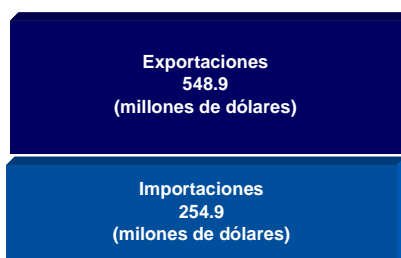 Exportaciones
548.9
(millones de dólares)
Importaciones
254.9
(milones de dólares)